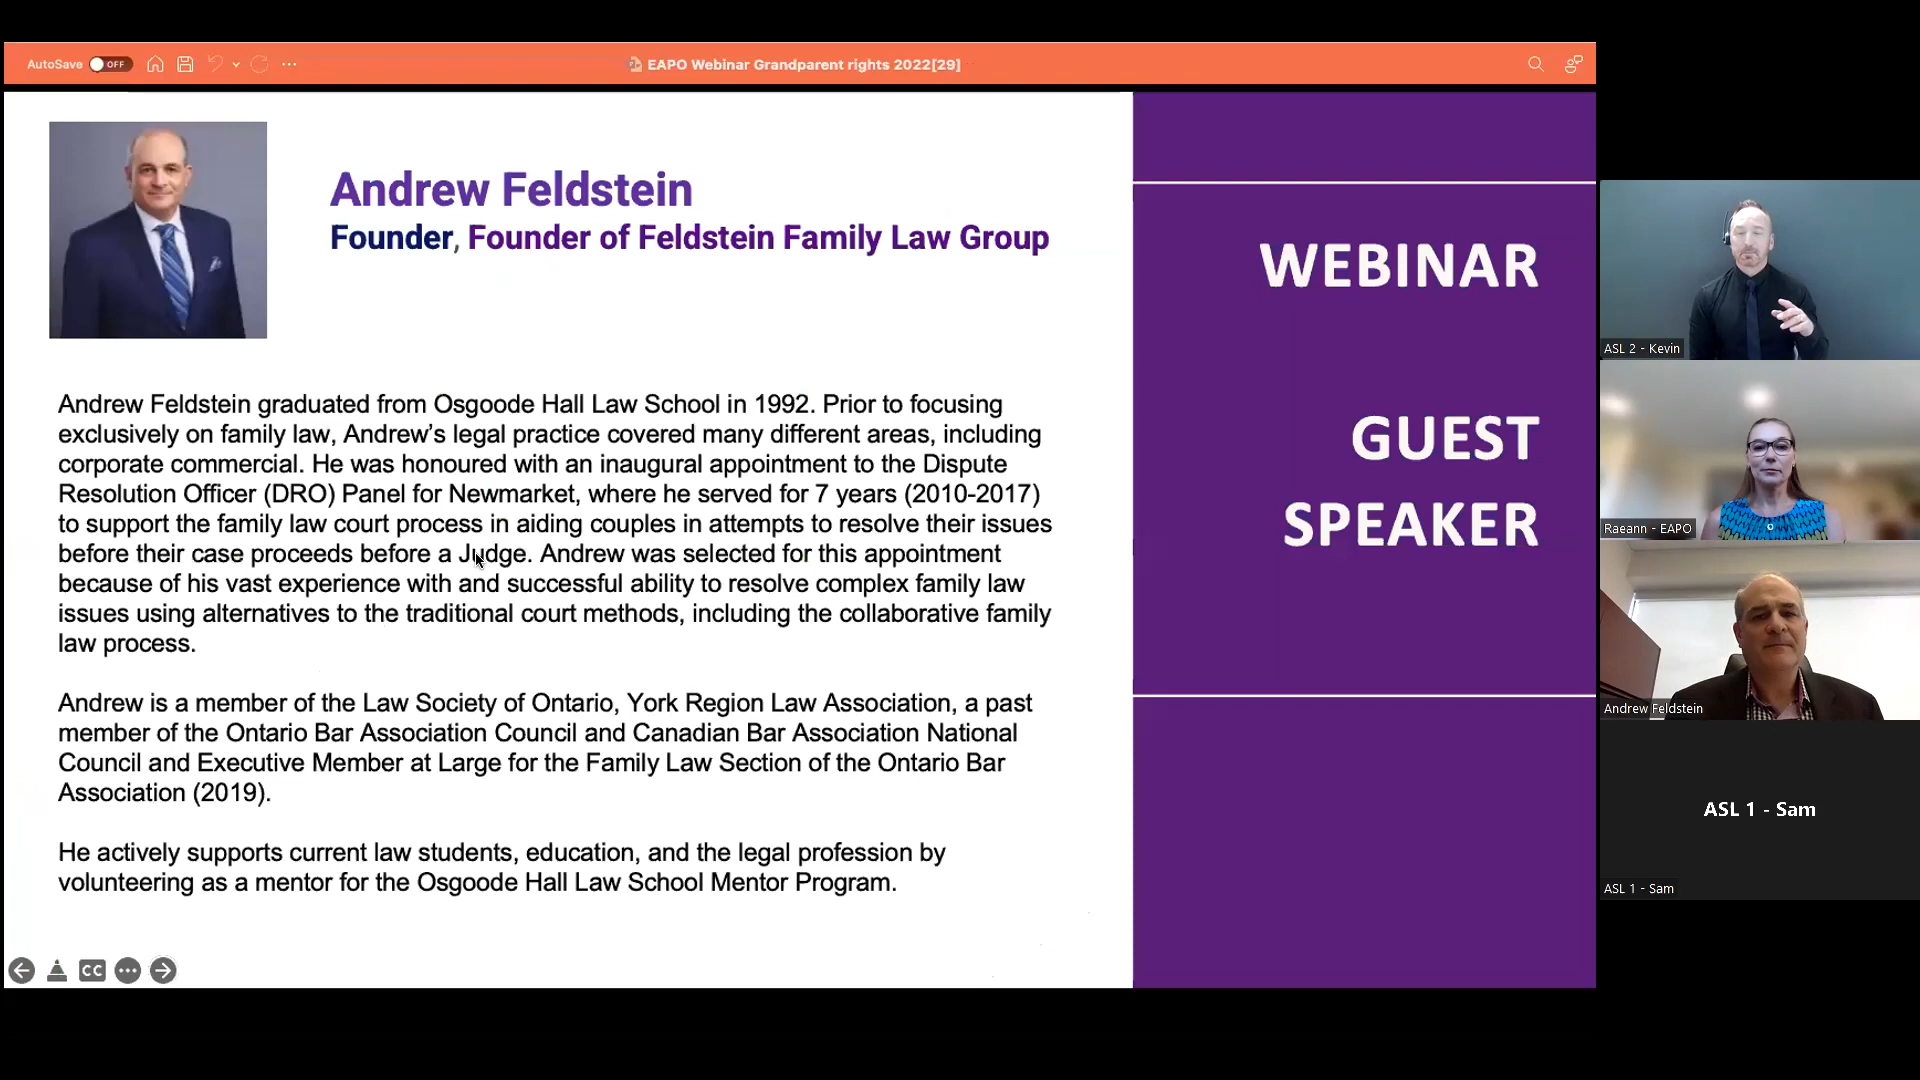 AutoSave OFF
EAPO Webinar Grandparent rights 2022[29]
Andrew Feldstein
Founder, Founder of Feldstein Family Law Group
Andrew Feldstein graduated from Osgoode Hall Law School in 1992. Prior to focusing
exclusively on family law, Andrew’s legal practice covered many different areas, including
corporate commercial. He was honoured with an inaugural appointment to the Dispute
Resolution Officer (DRO) Panel for Newmarket, where he served for 7 years (2010-2017)
to support the family law court process in aiding couples in attempts to resolve their issues
before their case proceeds before a Judge. Andrew was selected for this appointment
because of his vast experience with and successful ability to resolve complex family law
issues using alternatives to the traditional court methods, including the collaborative family
law process.
Andrew is a member of the Law Society of Ontario, York Region Law Association, a past
member of the Ontario Bar Association Council and Canadian Bar Association National
Council and Executive Member at Large for the Family Law Section of the Ontario Bar
Association (2019).
He actively supports current law students, education, and the legal profession by
volunteering as a mentor for the Osgoode Hall Law School Mentor Program.
CC
WEBINAR
GUEST
SPEAKER
ASL 2 - Kevin
Raeann - EAPO
Andrew Feldstein
ASL 1 - Sam
ASL 1 - Sam